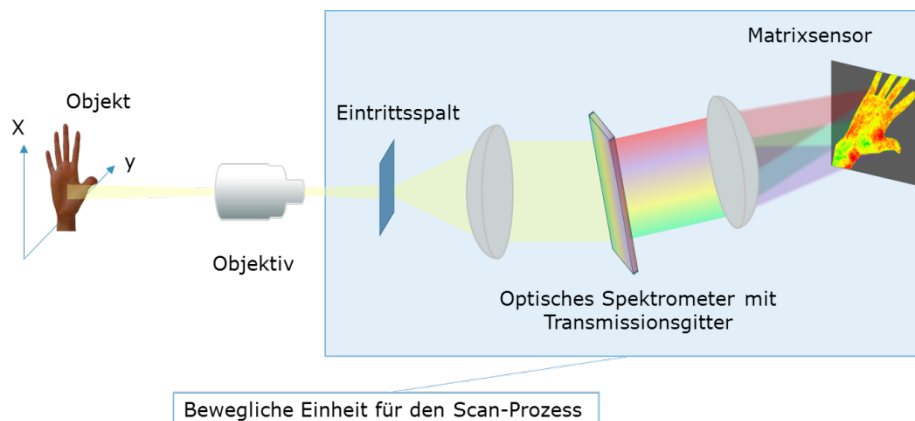 Matrixsensor
Objekt
Eintrittsspalt
X
y
Objektiv
Optisches Spektrometer mit
Transmissionsgitter
Bewegliche Einheit für den Scan-Prozess